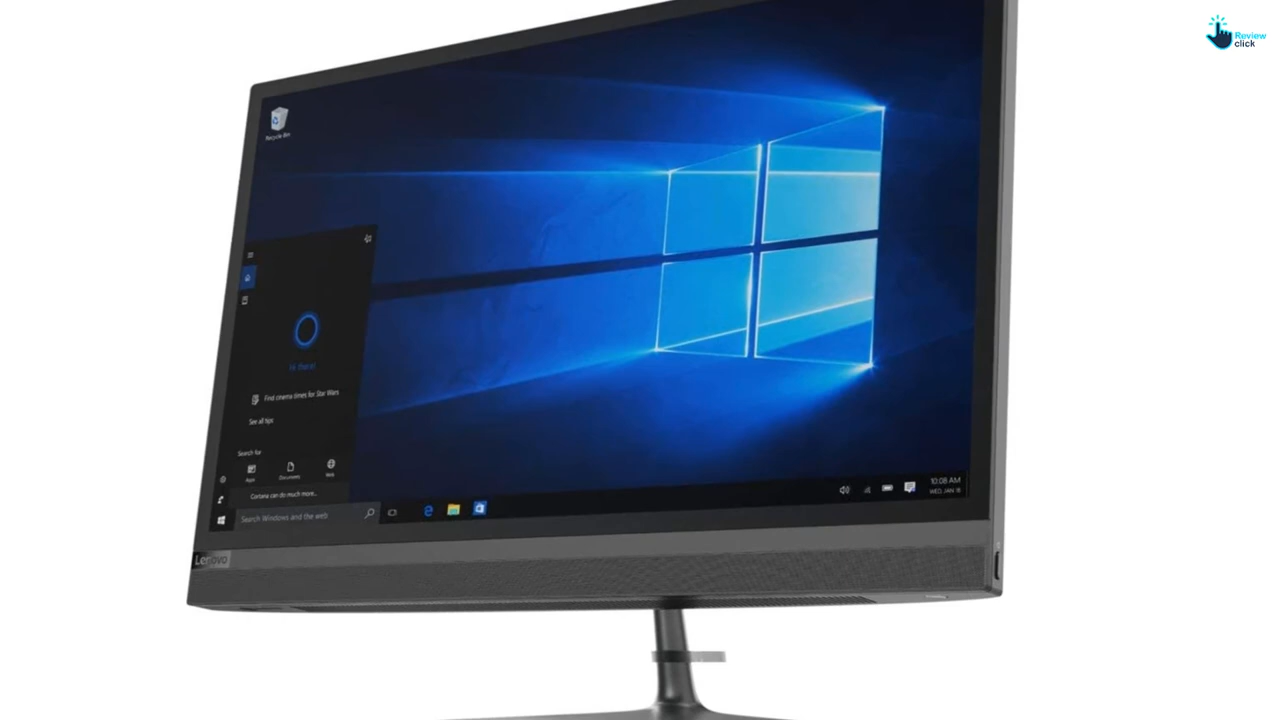 Review
click
Recycle Bin
Hi there!
Find cinema times for Star Wars
See all tips
Search for
Apps
Documents
Web
Cortana can do much more...
Search Windows and the web
10:08 AM
WED, JAN 18
Lenovo